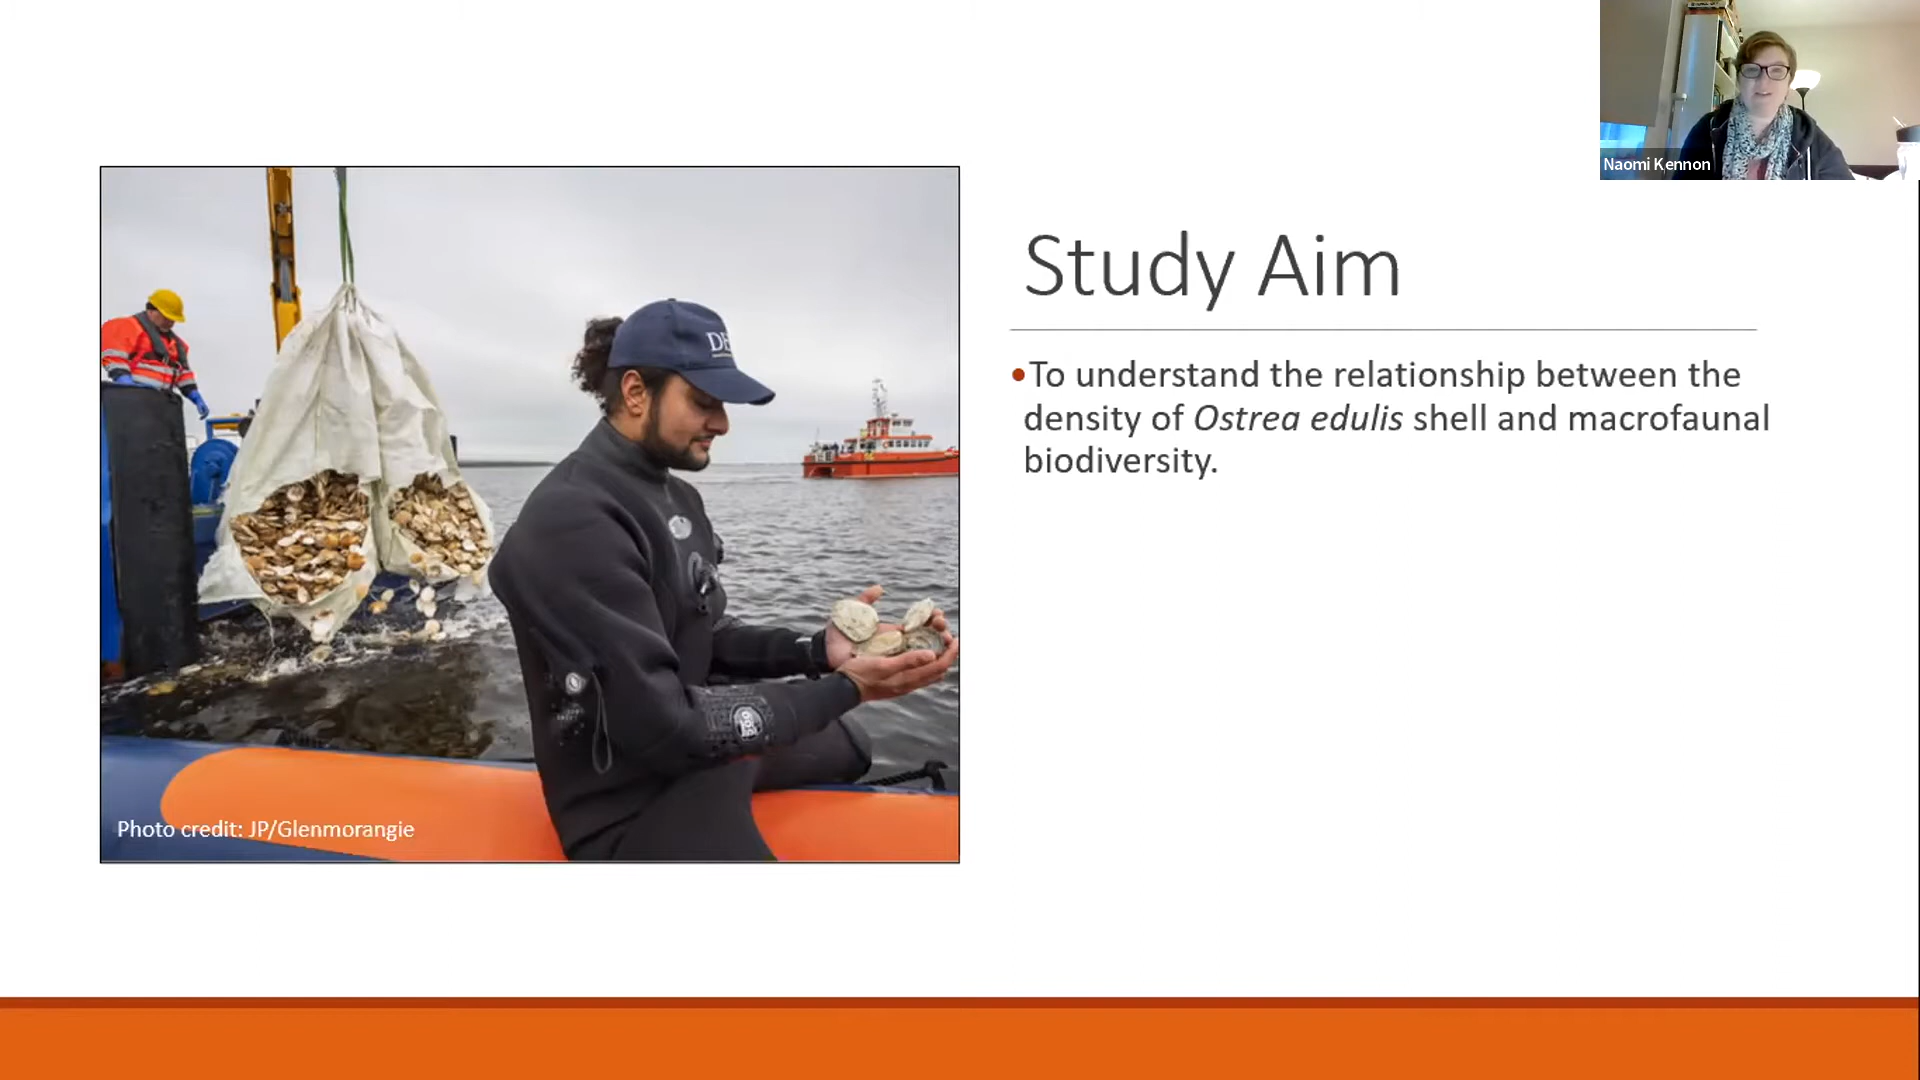 Naomi Kennon
Study Aim
•To understand the relationship between the
density of Ostrea edulis shell and macrofaunal
biodiversity.
Photo credit: JP/Glenmorangie